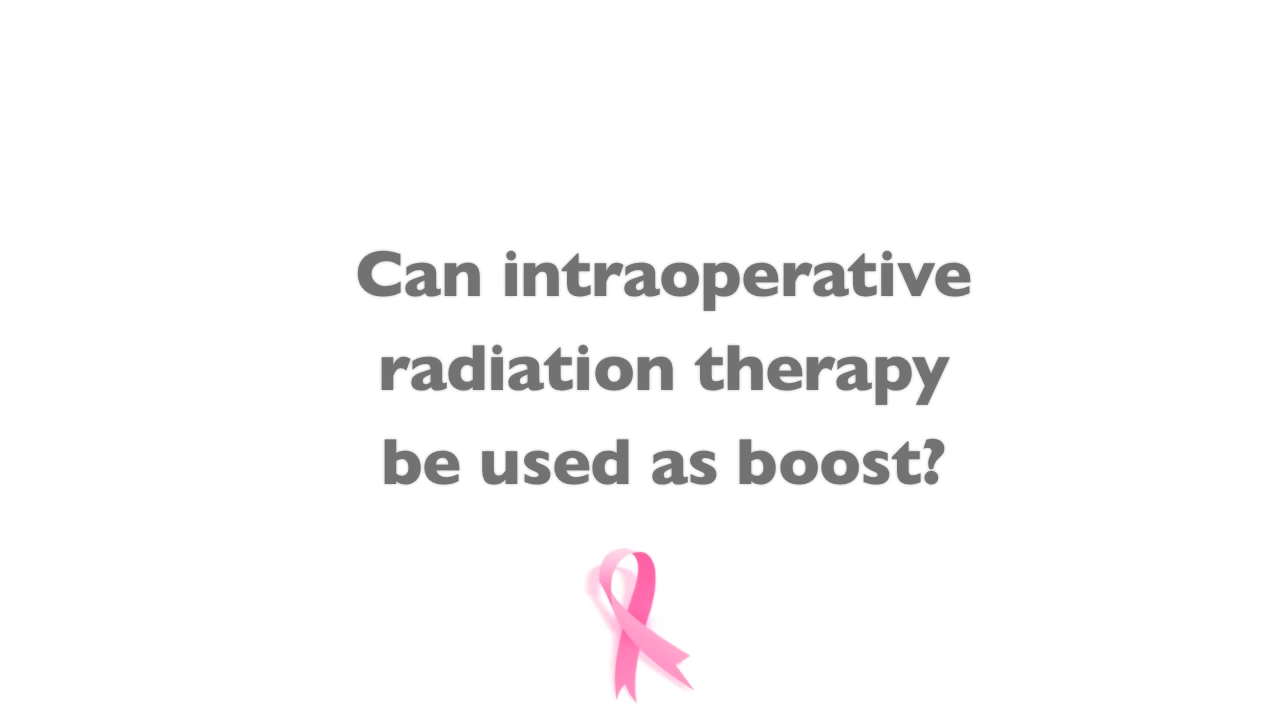 Can intraoperative
radiation therapy
be used as boost?